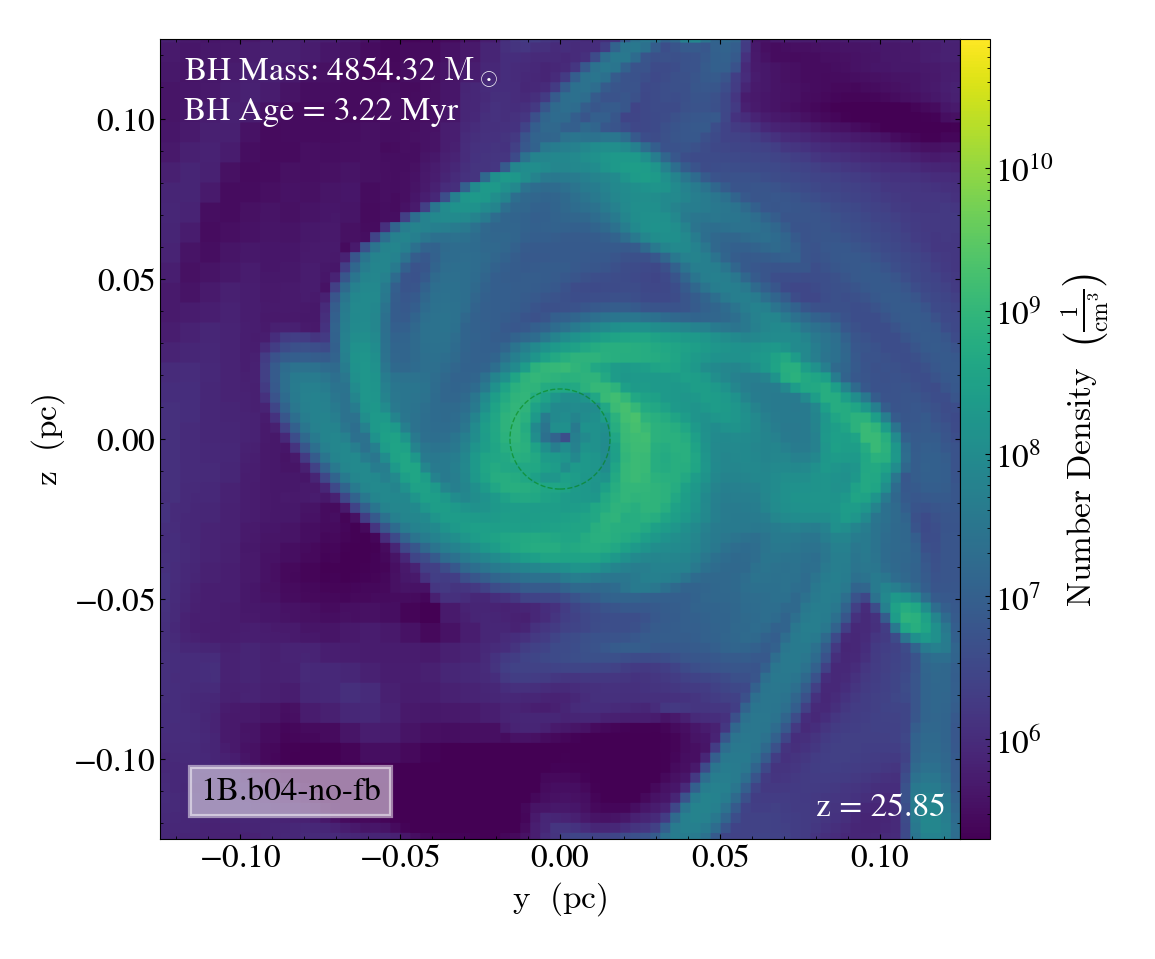 BH Mass: 4854.32 M☉
BH Age = 3.22 Myr
0.10
0.05
0.00
−0.05
−0.10
z (pc)
1B.b04-no-fb
z = 25.85
−0.10 −0.05 0.00 0.05 0.10
y (pc)
10¹⁰
10⁹
10⁸
10⁷
10⁶
Number Density (1/cm³)